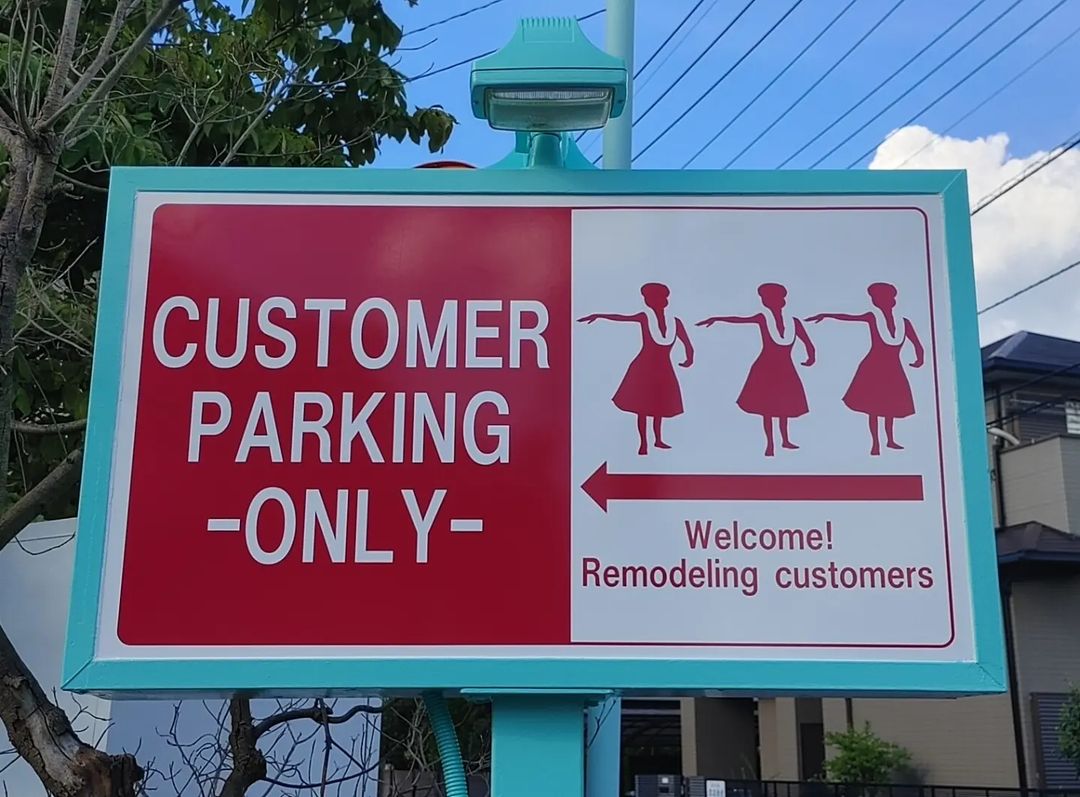 CUSTOMER
PARKING
-ONLY-
Welcome!
Remodeling customers